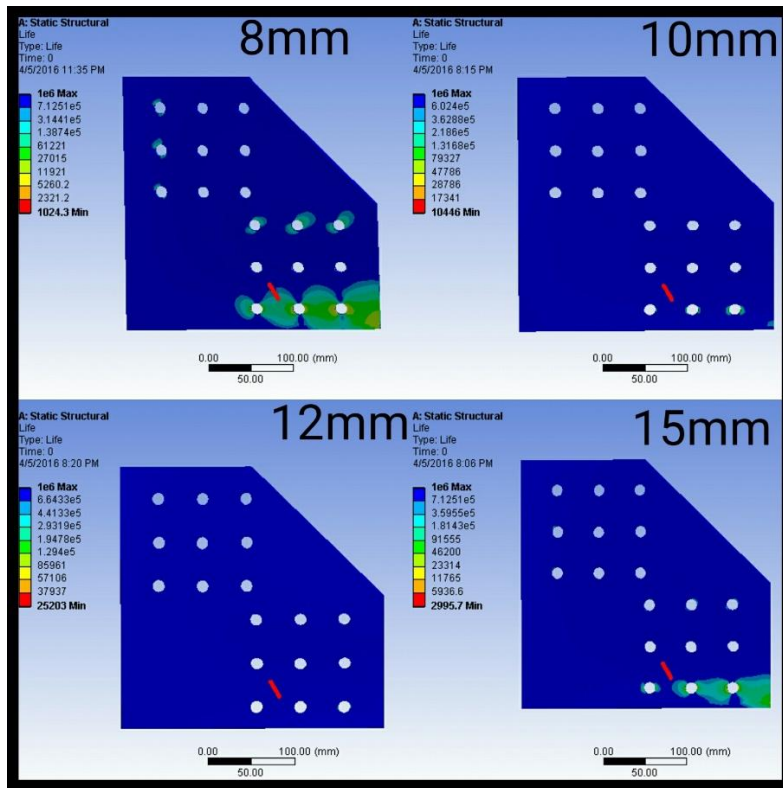 A: Static Structural
Life
Type: Life
Time: 0
4/5/2016 11:35 PM
8mm
1e6 Max
7.1251e5
3.1441e5
1.3874e5
61221
27015
11921
5260.2
2321.2
1024.3 Min
0.00
100.00 (mm)
50.00
A: Static Structural
Life
Type: Life
Time: 0
4/5/2016 8:15 PM
10mm
1e6 Max
6.024e5
3.6288e5
2.186e5
1.3168e5
79327
47786
28786
17341
10446 Min
0.00
100.00 (mm)
50.00
A: Static Structural
Life
Type: Life
Time: 0
4/5/2016 8:20 PM
12mm
1e6 Max
6.6433e5
4.4133e5
2.9319e5
1.9478e5
1.294e5
85961
57106
37937
25203 Min
0.00
100.00 (mm)
50.00
A: Static Structural
Life
Type: Life
Time: 0
4/5/2016 8:06 PM
15mm
1e6 Max
7.1251e5
3.5955e5
1.8143e5
91555
46200
23314
11765
5936.6
2995.7 Min
0.00
100.00 (mm)
50.00